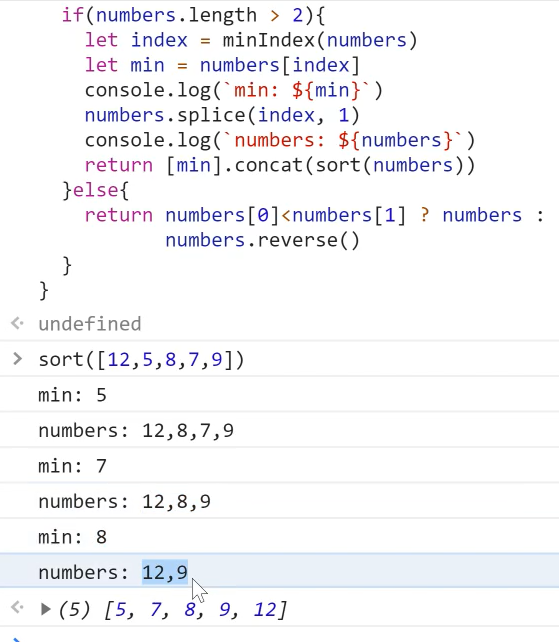 if(numbers.length > 2){
let index = minIndex(numbers)
let min = numbers[index]
console.log(`min: ${min}`)
numbers.splice(index, 1)
console.log(`numbers: ${numbers}`)
return [min].concat(sort(numbers))
}else{
return numbers[0]<numbers[1] ? numbers :
numbers.reverse()
}
}
undefined
sort([12,5,8,7,9])
min: 5
numbers: 12,8,7,9
min: 7
numbers: 12,8,9
min: 8
numbers: 12,9
(5) [5, 7, 8, 9, 12]